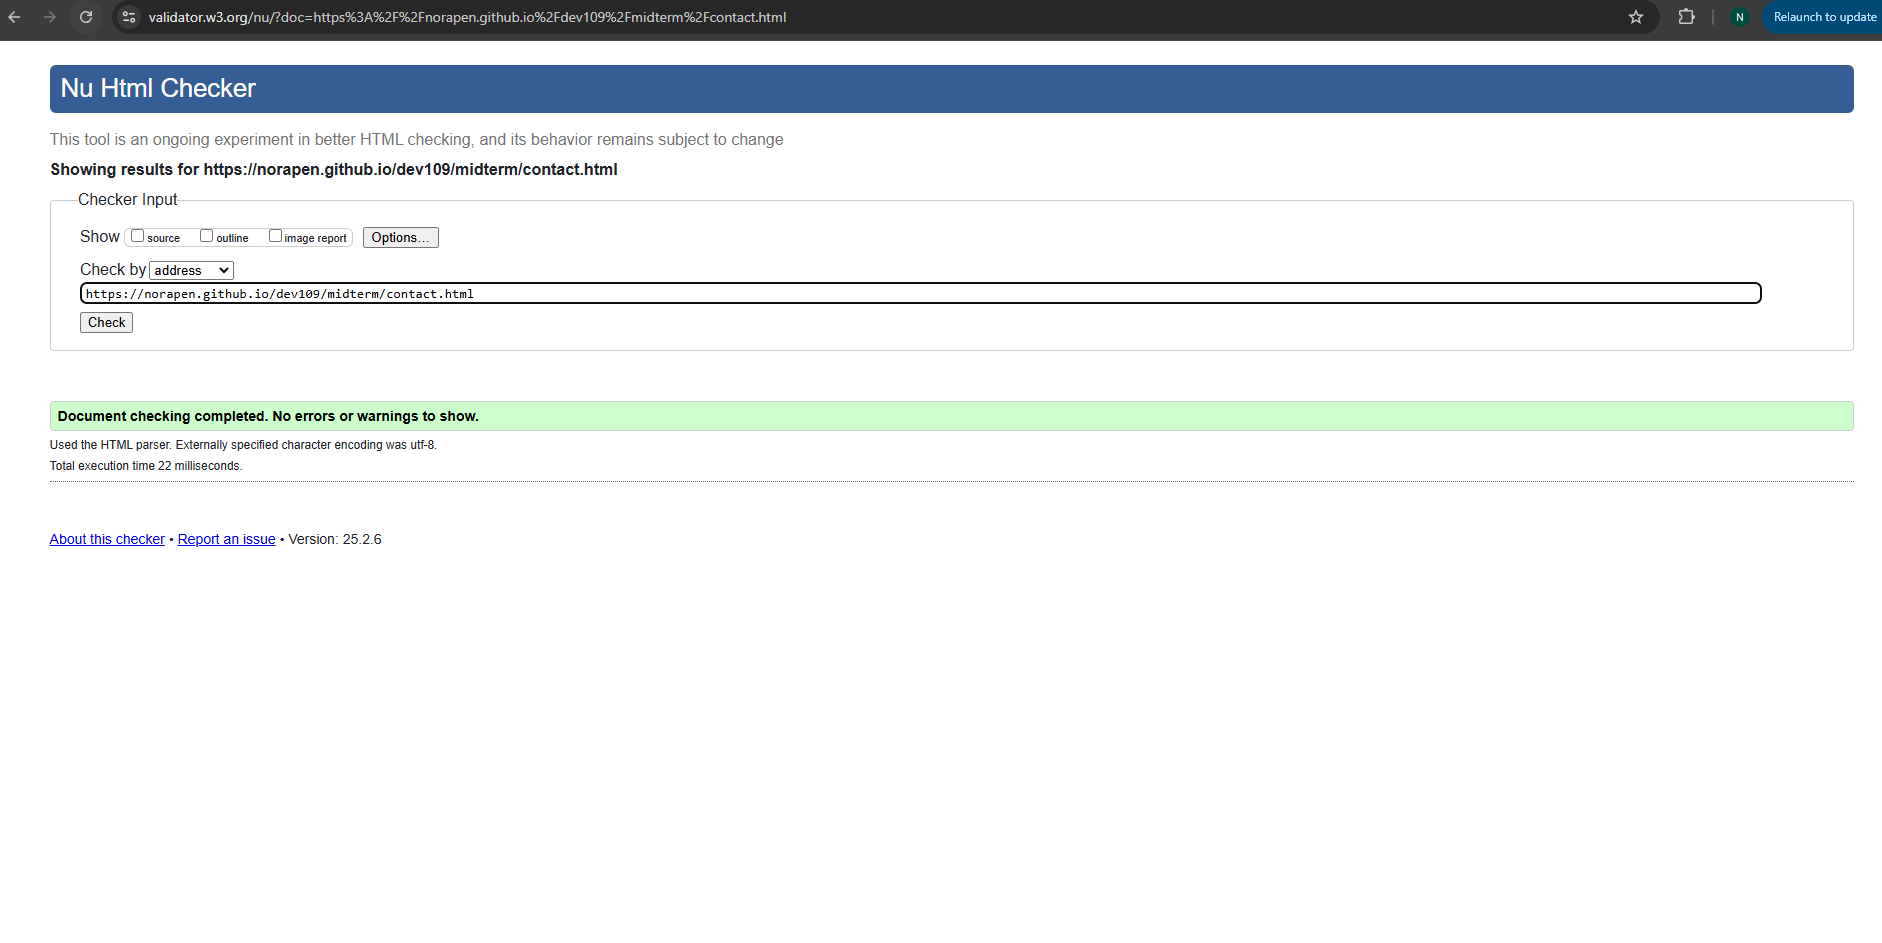 validator.w3.org/nu/?doc=https%3A%2F%2Fnorapen.github.io%2Fdev109%2Fmidterm%2Fcontact.html
N
Relaunch to update
Nu Html Checker
This tool is an ongoing experiment in better HTML checking, and its behavior remains subject to change
Showing results for https://norapen.github.io/dev109/midterm/contact.html
Checker Input
Show source outline image report Options...
Check by address
https://norapen.github.io/dev109/midterm/contact.html
Check
Document checking completed. No errors or warnings to show.
Used the HTML parser. Externally specified character encoding was utf-8.
Total execution time 22 milliseconds.
About this checker • Report an issue • Version: 25.2.6